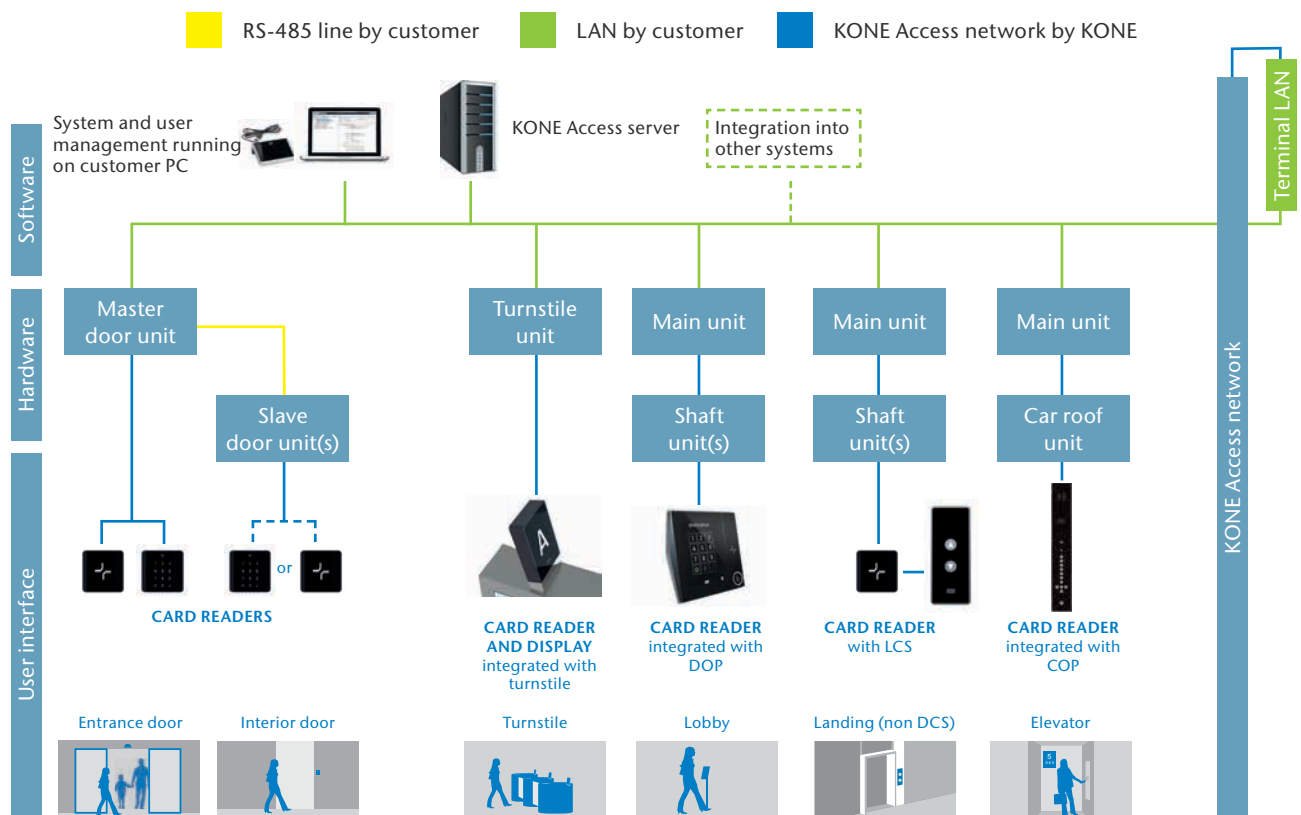 RS-485 line by customer
LAN by customer
KONE Access network by KONE
System and user
management running
on customer PC
KONE Access server
Integration into
other systems
Terminal LAN
Software
Master
door unit
Turnstile
unit
Main unit
Main unit
Main unit
Hardware
KONE Access network
Slave
door unit(s)
Shaft
unit(s)
Shaft
unit(s)
Car roof
unit
A
or
User interface
CARD READERS
CARD READER
AND DISPLAY
integrated with
turnstile
CARD READER
integrated with
DOP
CARD READER
with LCS
CARD READER
integrated with
COP
Entrance door
Interior door
Turnstile
Lobby
Landing (non DCS)
Elevator
5